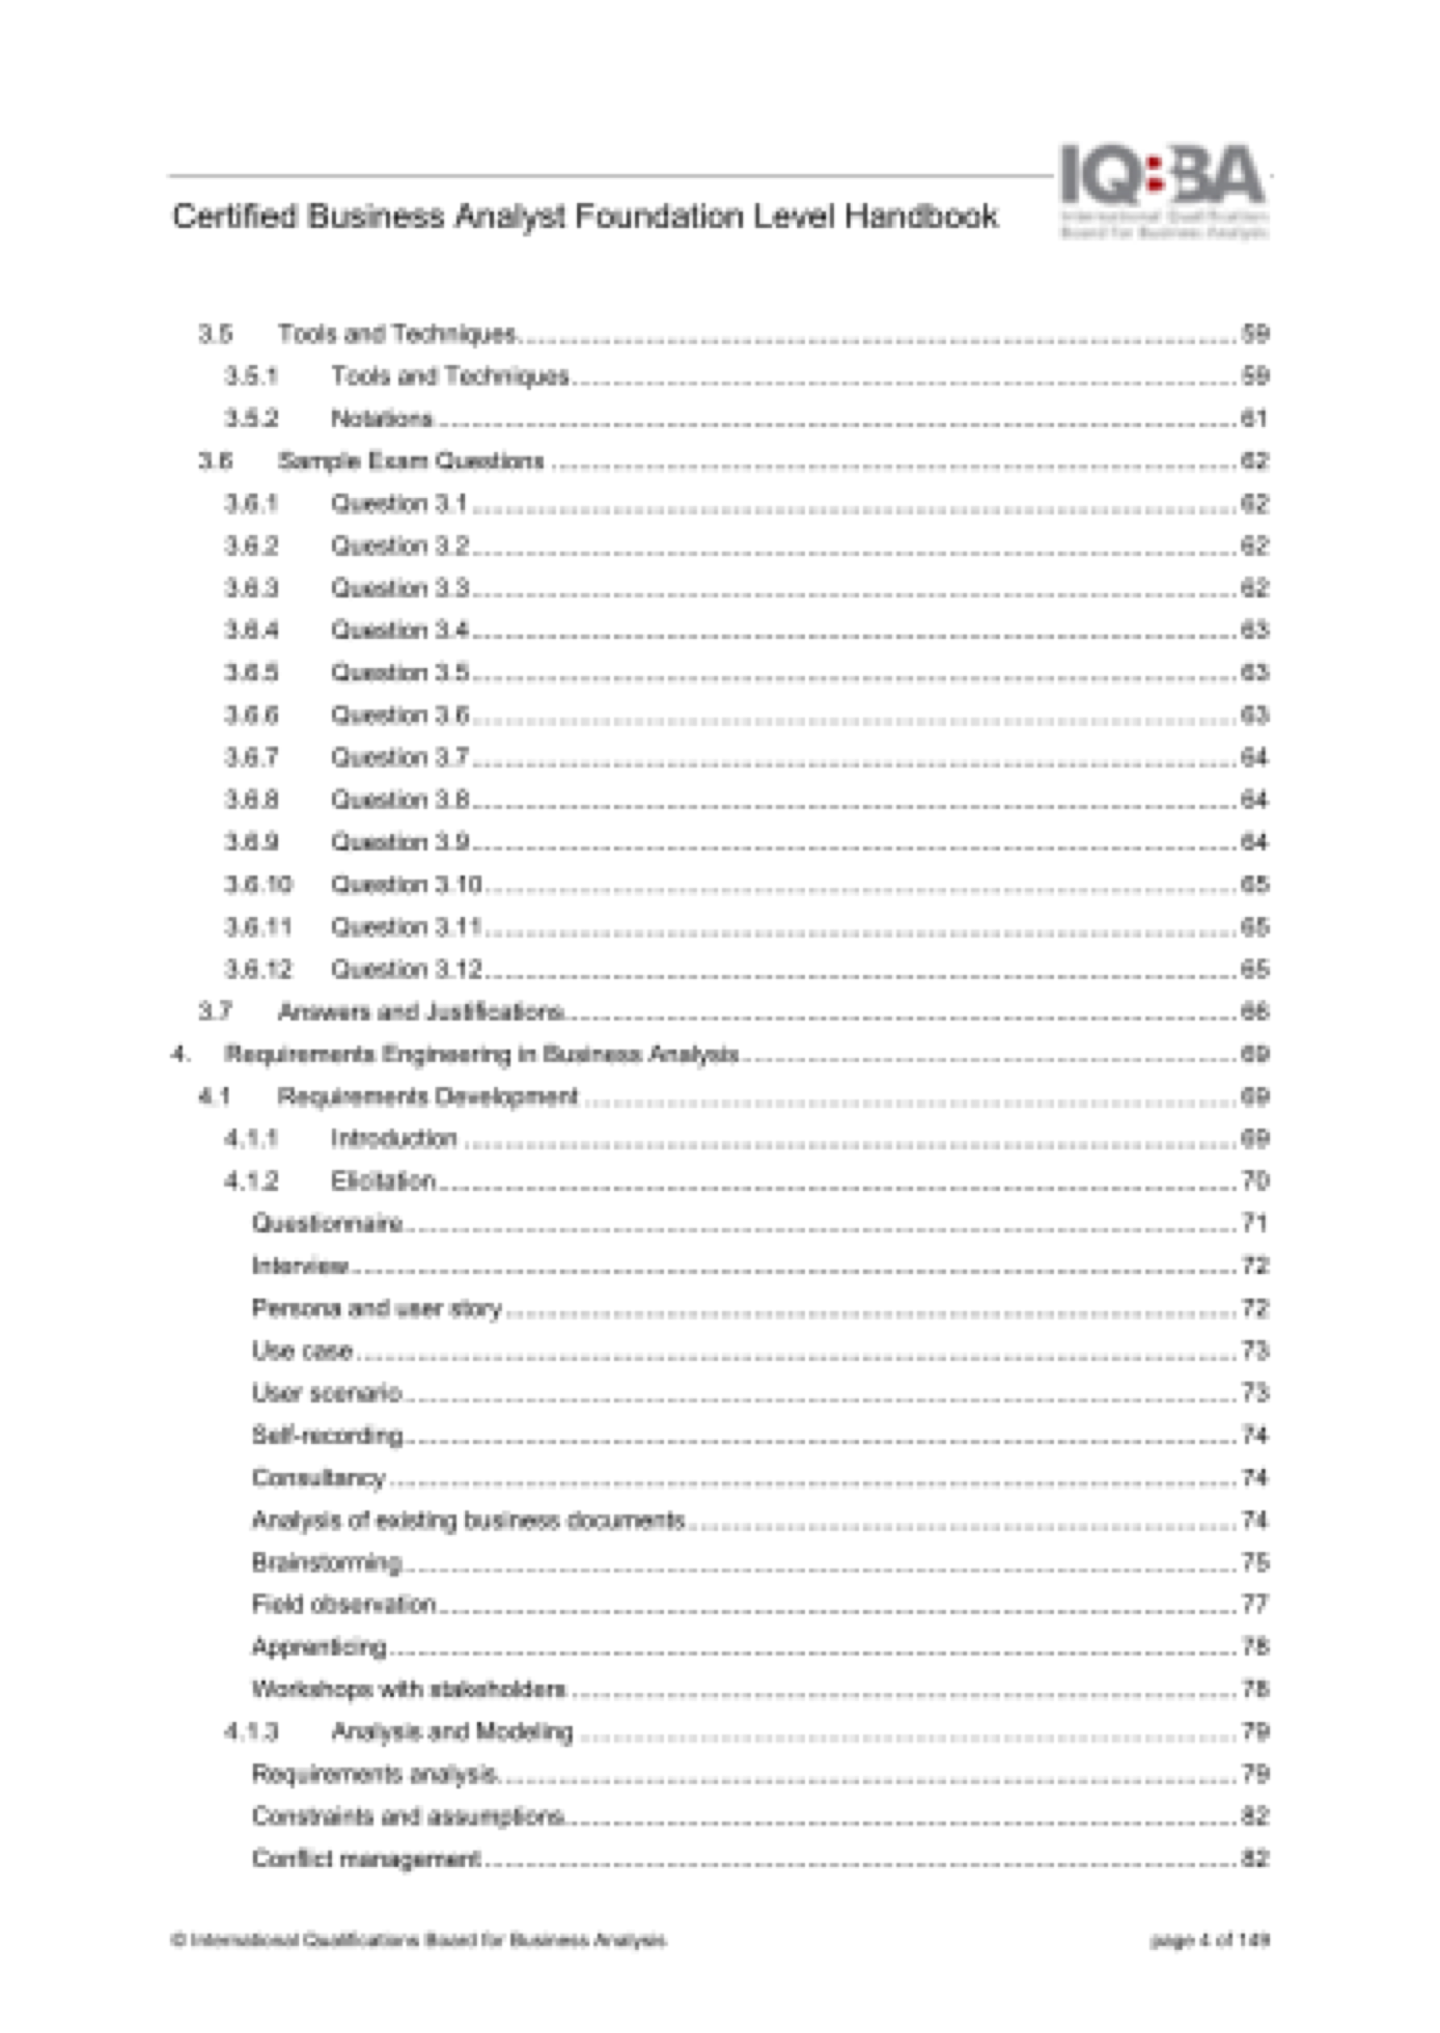 IQ:BA
International Qualifications
Board for Business Analysis
Certified Business Analyst Foundation Level Handbook
3.5 Tools and Techniques 59
3.5.1 Tools and Techniques 59
3.5.2 Notations 61
3.6 Sample Exam Questions 62
3.6.1 Question 3.1 62
3.6.2 Question 3.2 62
3.6.3 Question 3.3 62
3.6.4 Question 3.4 63
3.6.5 Question 3.5 63
3.6.6 Question 3.6 63
3.6.7 Question 3.7 64
3.6.8 Question 3.8 64
3.6.9 Question 3.9 64
3.6.10 Question 3.10 65
3.6.11 Question 3.11 65
3.6.12 Question 3.12 65
3.7 Answers and Justifications 66
4. Requirements Engineering in Business Analysis 69
4.1 Requirements Development 69
4.1.1 Introduction 69
4.1.2 Elicitation 70
Questionnaire 71
Interview 72
Persona and user story 72
Use case 73
User scenario 73
Self-recording 74
Consultancy 74
Analysis of existing business documents 74
Brainstorming 75
Field observation 77
Apprenticing 78
Workshops with stakeholders 78
4.1.3 Analysis and Modeling 79
Requirements analysis 79
Constraints and assumptions 82
Conflict management 82
© International Qualifications Board for Business Analysis page 4 of 149